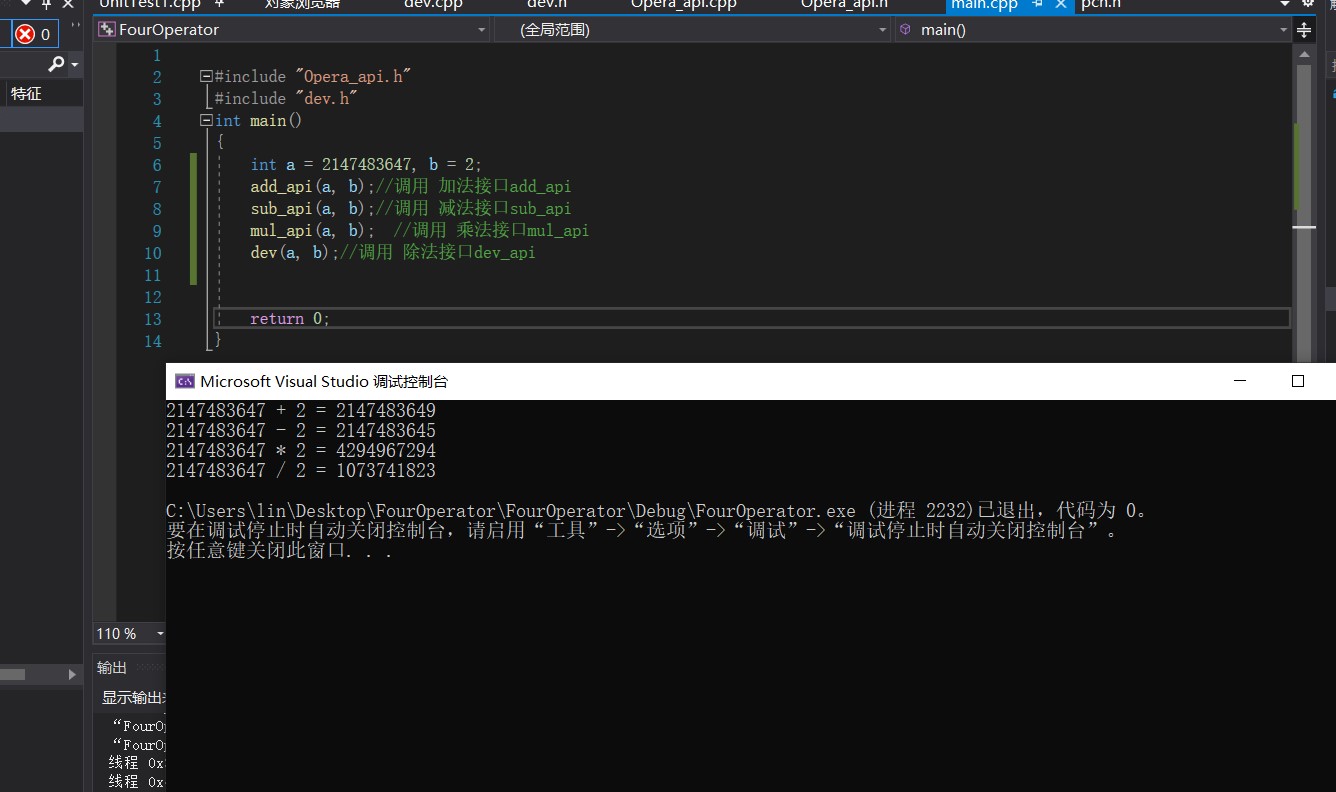 UnitTest1.cpp 对象浏览器 dev.cpp dev.h Opera_api.cpp Opera_api.h main.cpp pch.h
0
FourOperator (全局范围) main()
特征
1
2 #include "Opera_api.h"
3 #include "dev.h"
4 int main()
5 {
6 int a = 2147483647, b = 2;
7 add_api(a, b);//调用 加法接口add_api
8 sub_api(a, b);//调用 减法接口sub_api
9 mul_api(a, b); //调用 乘法接口mul_api
10 dev(a, b);//调用 除法接口dev_api
11
12
13 return 0;
14 }
Microsoft Visual Studio 调试控制台
2147483647 + 2 = 2147483649
2147483647 - 2 = 2147483645
2147483647 * 2 = 4294967294
2147483647 / 2 = 1073741823
C:\Users\lin\Desktop\FourOperator\FourOperator\Debug\FourOperator.exe (进程 2232)已退出，代码为 0。
要在调试停止时自动关闭控制台，请启用“工具”->“选项”->“调试”->“调试停止时自动关闭控制台”。
按任意键关闭此窗口. . .
110 %
输出
显示输出
“FourO
“FourO
线程 0x
线程 0x